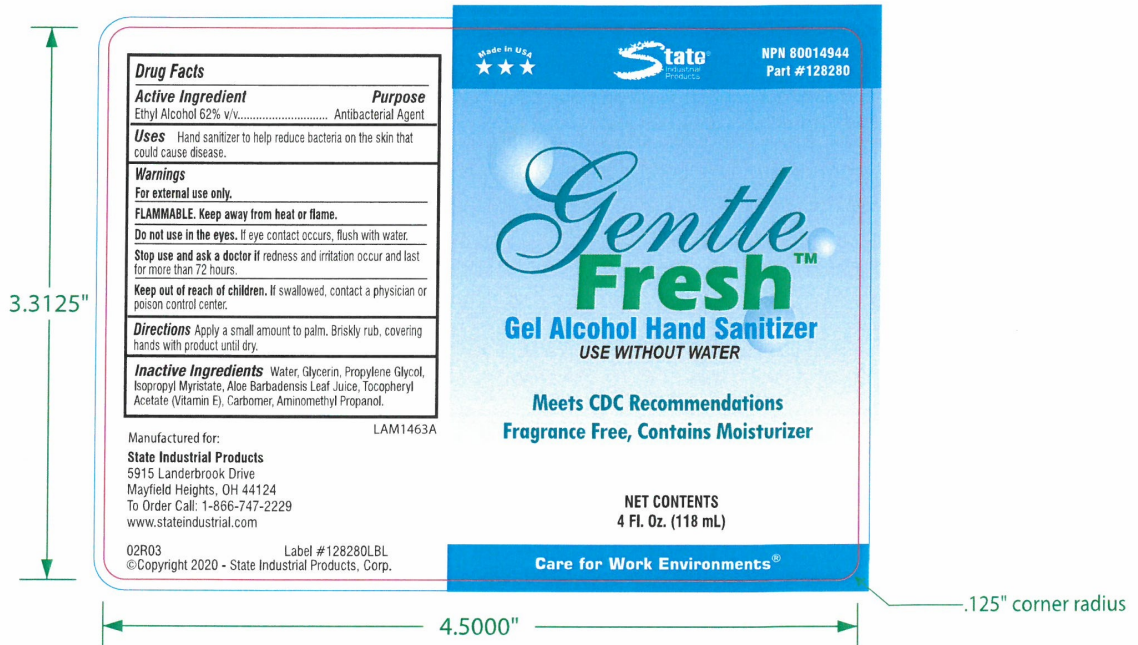 Drug Facts
Active Ingredient Purpose
Ethyl Alcohol 62% v/v............................ Antibacterial Agent
Uses Hand sanitizer to help reduce bacteria on the skin that
could cause disease.
Warnings
For external use only.
FLAMMABLE. Keep away from heat or flame.
Do not use in the eyes. If eye contact occurs, flush with water.
Stop use and ask a doctor if redness and irritation occur and last
for more than 72 hours.
Keep out of reach of children. If swallowed, contact a physician or
poison control center.
Directions Apply a small amount to palm. Briskly rub, covering
hands with product until dry.
Inactive Ingredients Water, Glycerin, Propylene Glycol,
Isopropyl Myristate, Aloe Barbadensis Leaf Juice, Tocopheryl
Acetate (Vitamin E), Carbomer, Aminomethyl Propanol.
LAM1463A
Manufactured for:
State Industrial Products
5915 Landerbrook Drive
Mayfield Heights, OH 44124
To Order Call: 1-866-747-2229
www.stateindustrial.com
02R03 Label #128280LBL
©Copyright 2020 - State Industrial Products, Corp.
Made in USA
State®
Industrial
Products
NPN 80014944
Part #128280
Gentle
Fresh™
Gel Alcohol Hand Sanitizer
USE WITHOUT WATER
Meets CDC Recommendations
Fragrance Free, Contains Moisturizer
NET CONTENTS
4 Fl. Oz. (118 mL)
Care for Work Environments®
3.3125"
4.5000"
.125" corner radius